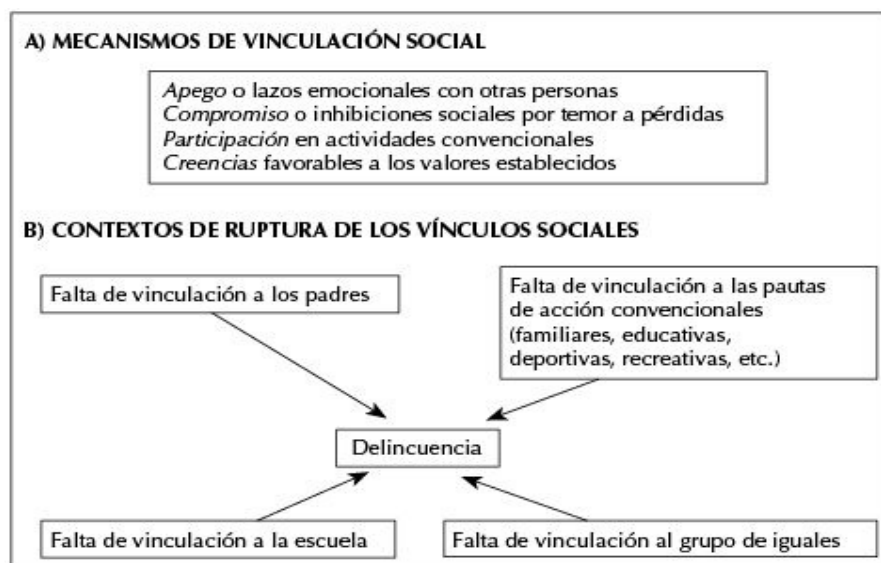 A) MECANISMOS DE VINCULACIÓN SOCIAL
Apego o lazos emocionales con otras personas
Compromiso o inhibiciones sociales por temor a pérdidas
Participación en actividades convencionales
Creencias favorables a los valores establecidos
B) CONTEXTOS DE RUPTURA DE LOS VÍNCULOS SOCIALES
Falta de vinculación a los padres
Falta de vinculación a las pautas
de acción convencionales
(familiares, educativas,
deportivas, recreativas, etc.)
Delincuencia
Falta de vinculación a la escuela
Falta de vinculación al grupo de iguales